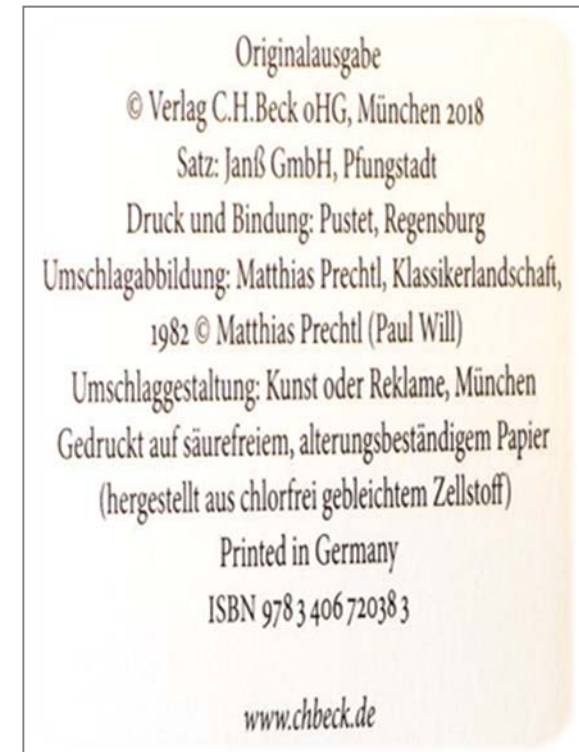 Originalausgabe
© Verlag C.H.Beck oHG, München 2018
Satz: Janß GmbH, Pfungstadt
Druck und Bindung: Pustet, Regensburg
Umschlagabbildung: Matthias Prechtl, Klassikerlandschaft,
1982 © Matthias Prechtl (Paul Will)
Umschlaggestaltung: Kunst oder Reklame, München
Gedruckt auf säurefreiem, alterungsbeständigem Papier
(hergestellt aus chlorfrei gebleichtem Zellstoff)
Printed in Germany
ISBN 978 3 406 72038 3
www.chbeck.de